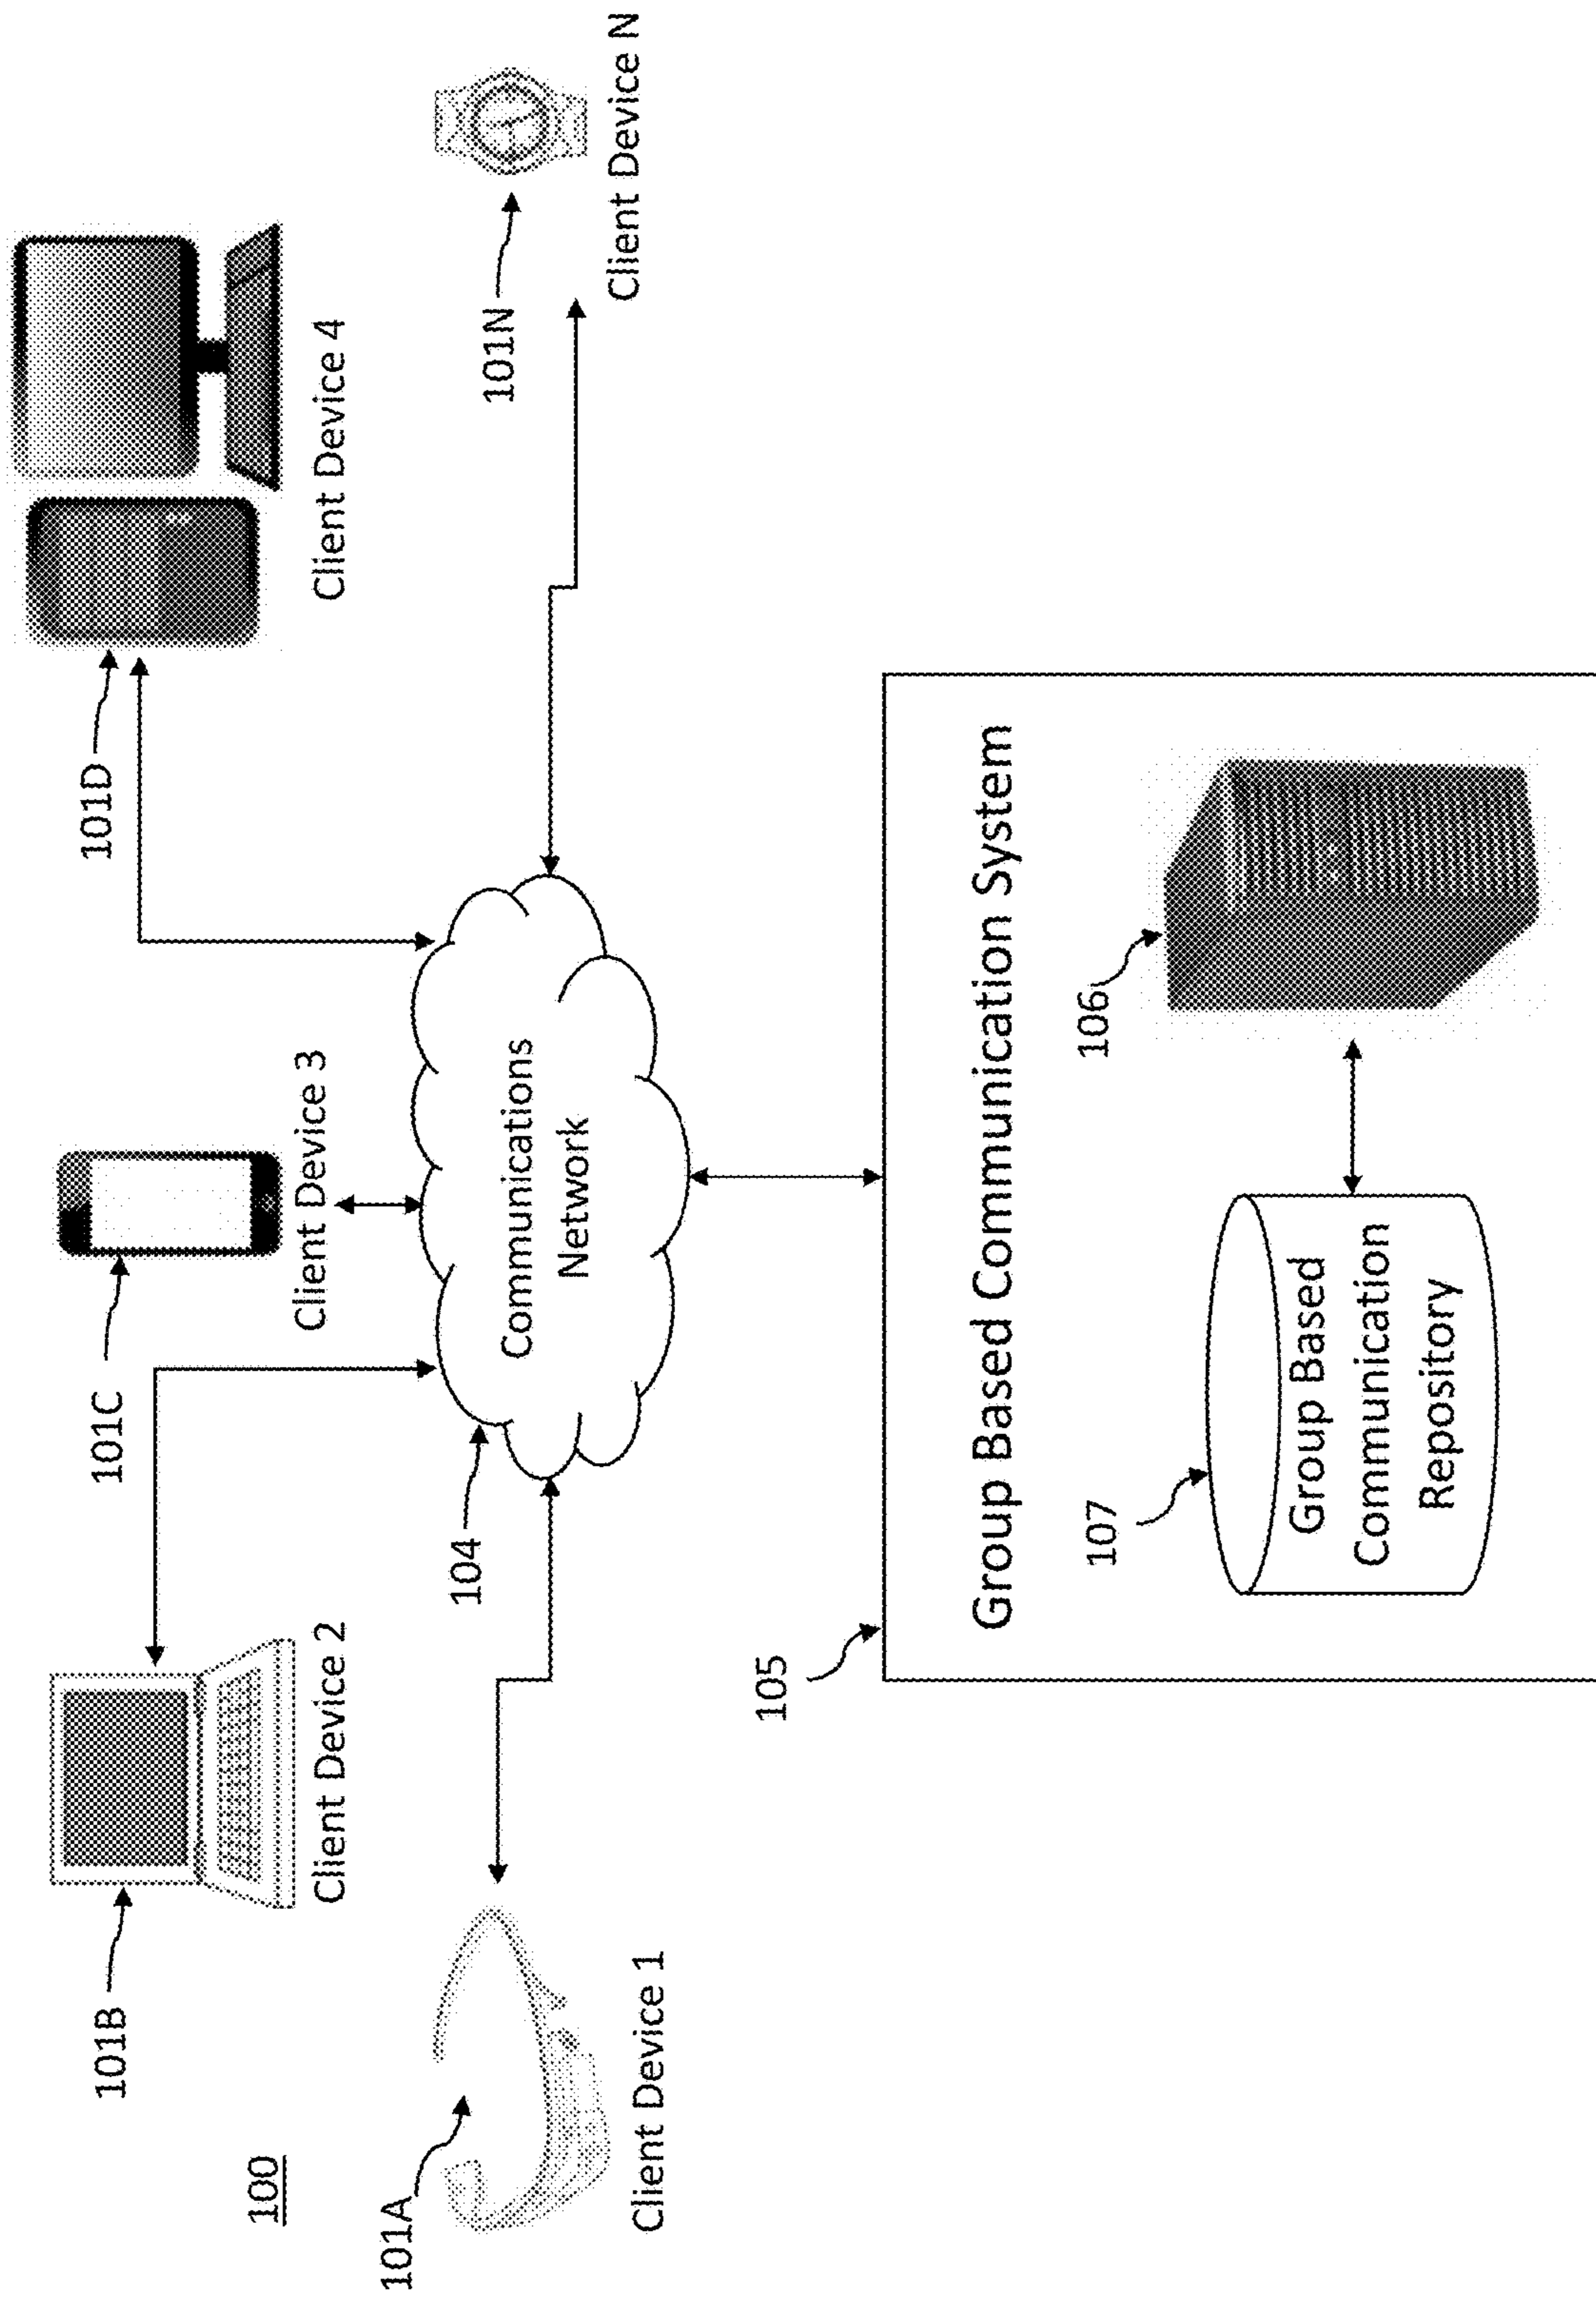 100
101A
Client Device 1
101B
Client Device 2
101C
Client Device 3
101D
Client Device 4
101N
Client Device N
104
Communications
Network
105
Group Based Communication System
107
Group Based
Communication
Repository
106